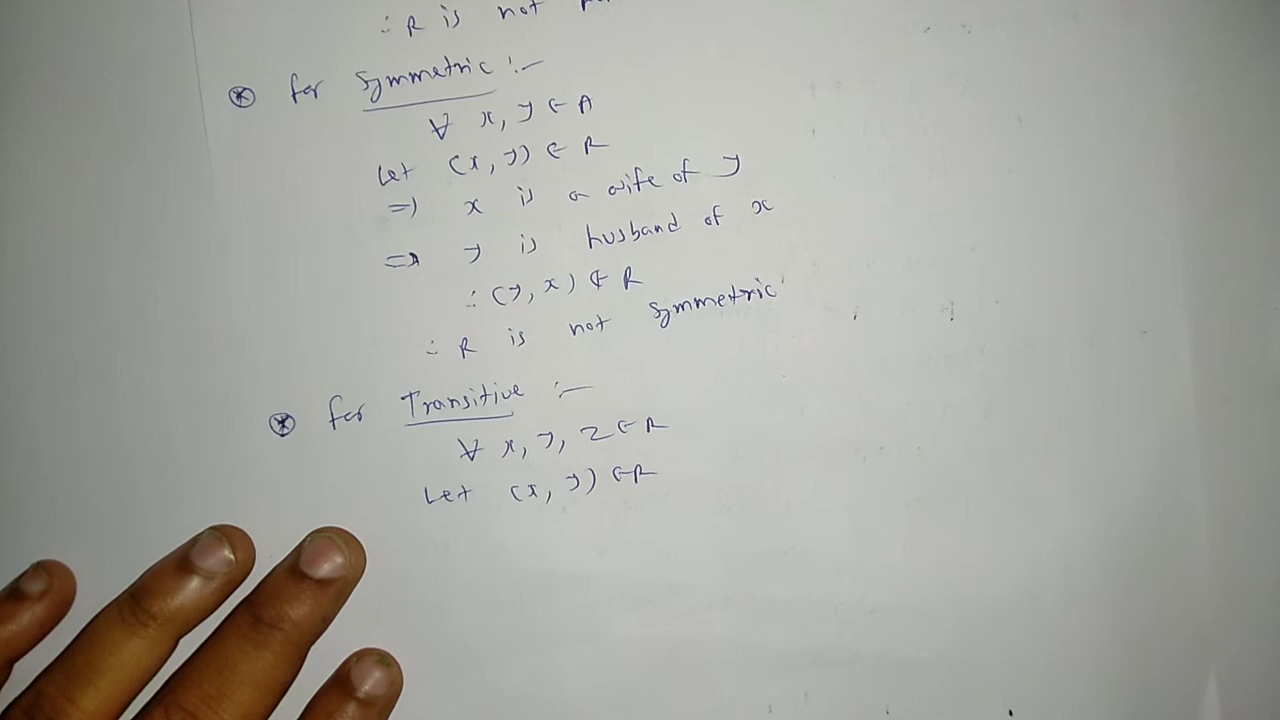 ∴ R is not
⊛ for Symmetric :-
∀ x, y ∈ A
Let (x, y) ∈ R
⇒ x is a wife of y
⇒ y is husband of x
∴ (y, x) ∉ R
∴ R is not symmetric
⊛ for Transitive :-
∀ x, y, z ∈ R
Let (x, y) ∈ R